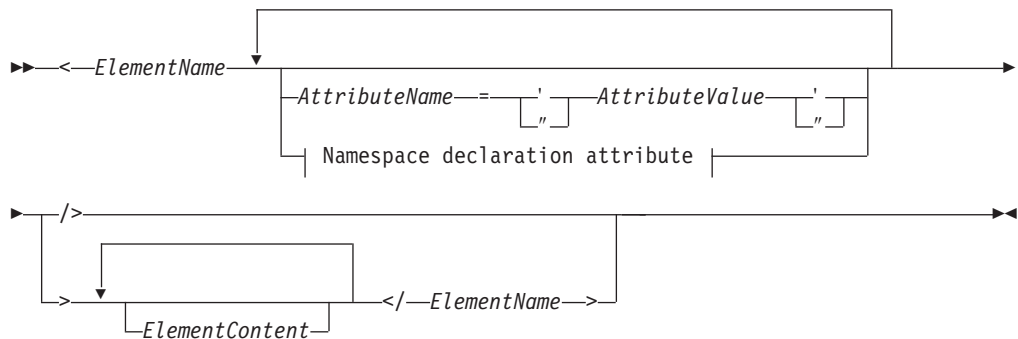 < ElementName
AttributeName = ' AttributeValue '
" "
Namespace declaration attribute
/>
> </ ElementName >
ElementContent